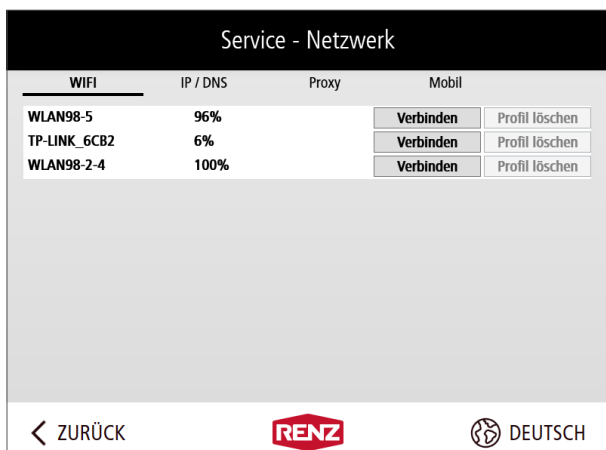 Service - Netzwerk
WIFI IP / DNS Proxy Mobil
WLAN98-5 96% Verbinden Profil löschen
TP-LINK_6CB2 6% Verbinden Profil löschen
WLAN98-2-4 100% Verbinden Profil löschen
ZURÜCK RENZ DEUTSCH